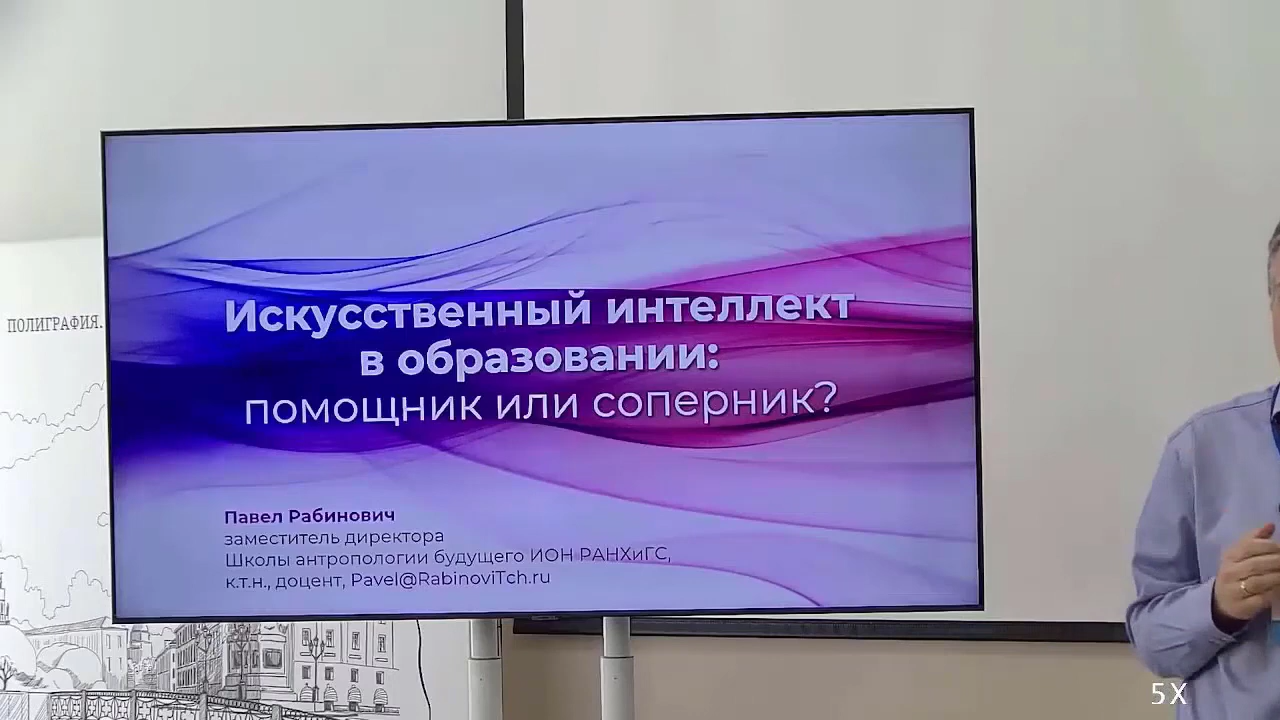 ПОЛИГРАФИЯ.
Искусственный интеллект
в образовании:
помощник или соперник?
Павел Рабинович
заместитель директора
Школы антропологии будущего ИОН РАНХиГС,
к.т.н., доцент, Pavel@RabinoviTch.ru
5X